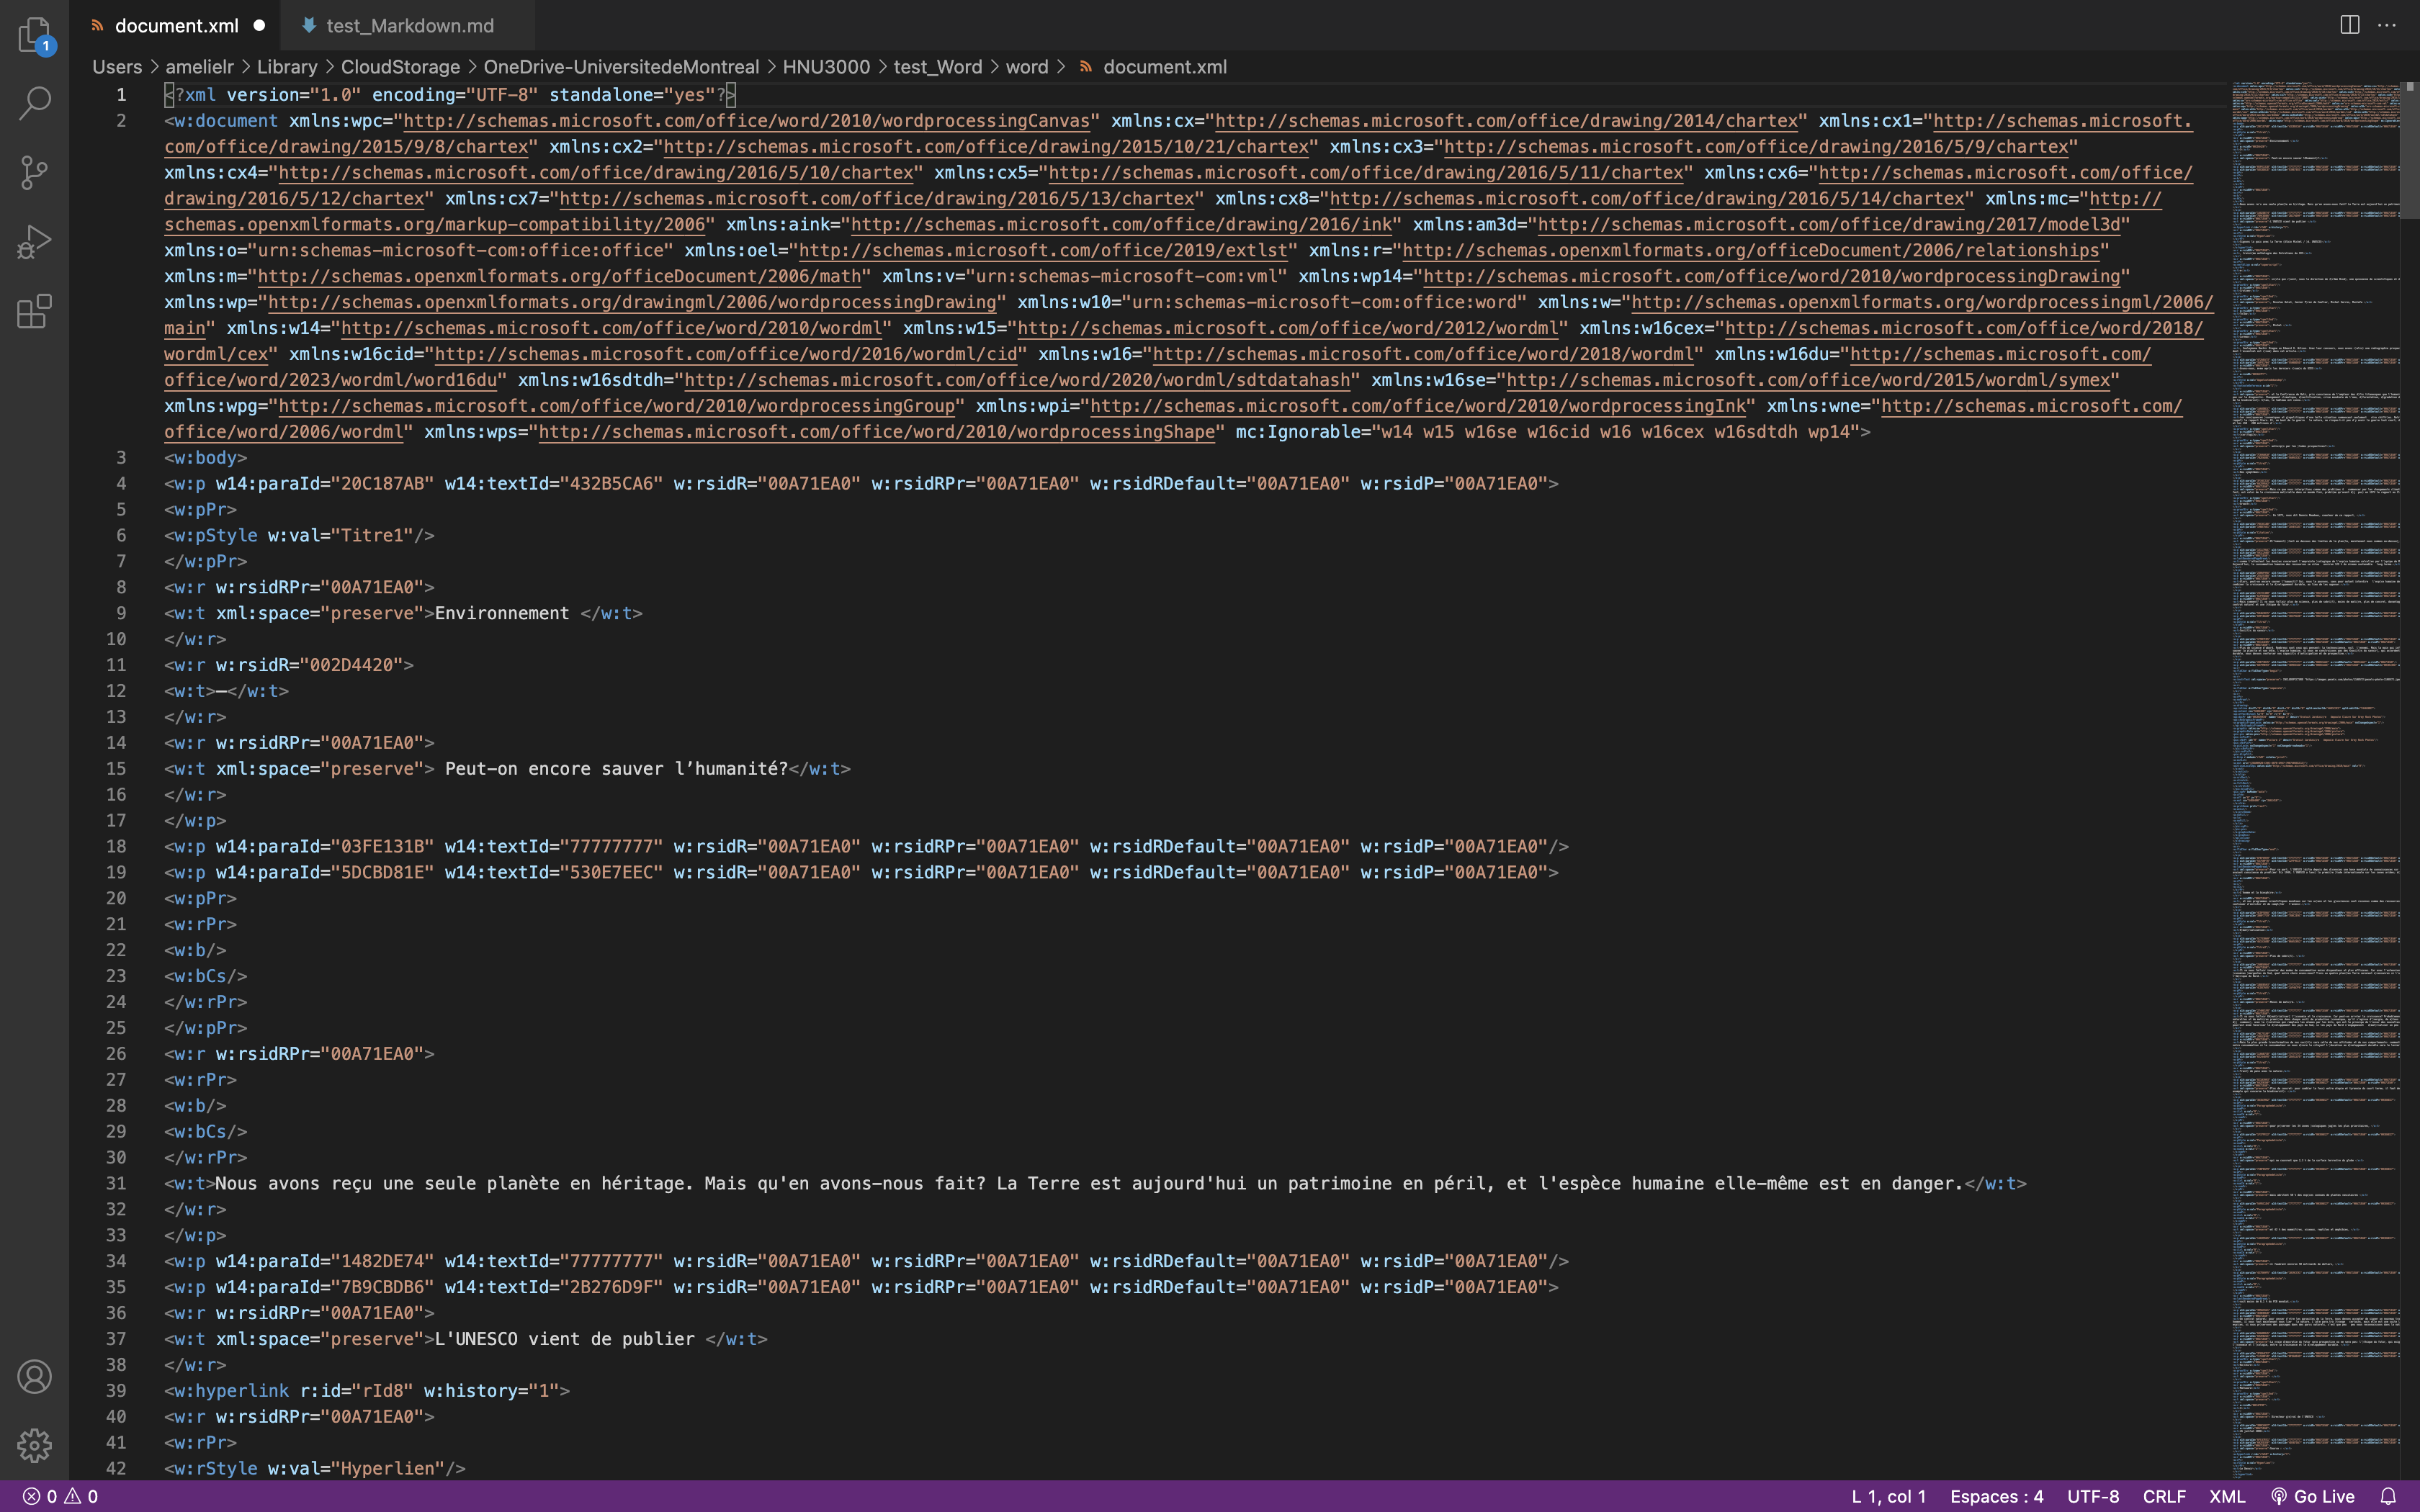 document.xml
test_Markdown.md
1
Users > amelielr > Library > CloudStorage > OneDrive-UniversitedeMontreal > HNU3000 > test_Word > word > document.xml
1 <?xml version="1.0" encoding="UTF-8" standalone="yes"?>
2 <w:document xmlns:wpc="http://schemas.microsoft.com/office/word/2010/wordprocessingCanvas" xmlns:cx="http://schemas.microsoft.com/office/drawing/2014/chartex" xmlns:cx1="http://schemas.microsoft.
com/office/drawing/2015/9/8/chartex" xmlns:cx2="http://schemas.microsoft.com/office/drawing/2015/10/21/chartex" xmlns:cx3="http://schemas.microsoft.com/office/drawing/2016/5/9/chartex"
xmlns:cx4="http://schemas.microsoft.com/office/drawing/2016/5/10/chartex" xmlns:cx5="http://schemas.microsoft.com/office/drawing/2016/5/11/chartex" xmlns:cx6="http://schemas.microsoft.com/office/
drawing/2016/5/12/chartex" xmlns:cx7="http://schemas.microsoft.com/office/drawing/2016/5/13/chartex" xmlns:cx8="http://schemas.microsoft.com/office/drawing/2016/5/14/chartex" xmlns:mc="http://
schemas.openxmlformats.org/markup-compatibility/2006" xmlns:aink="http://schemas.microsoft.com/office/drawing/2016/ink" xmlns:am3d="http://schemas.microsoft.com/office/drawing/2017/model3d"
xmlns:o="urn:schemas-microsoft-com:office:office" xmlns:oel="http://schemas.microsoft.com/office/2019/extlst" xmlns:r="http://schemas.openxmlformats.org/officeDocument/2006/relationships"
xmlns:m="http://schemas.openxmlformats.org/officeDocument/2006/math" xmlns:v="urn:schemas-microsoft-com:vml" xmlns:wp14="http://schemas.microsoft.com/office/word/2010/wordprocessingDrawing"
xmlns:wp="http://schemas.openxmlformats.org/drawingml/2006/wordprocessingDrawing" xmlns:w10="urn:schemas-microsoft-com:office:word" xmlns:w="http://schemas.openxmlformats.org/wordprocessingml/2006/
main" xmlns:w14="http://schemas.microsoft.com/office/word/2010/wordml" xmlns:w15="http://schemas.microsoft.com/office/word/2012/wordml" xmlns:w16cex="http://schemas.microsoft.com/office/word/2018/
wordml/cex" xmlns:w16cid="http://schemas.microsoft.com/office/word/2016/wordml/cid" xmlns:w16="http://schemas.microsoft.com/office/word/2018/wordml" xmlns:w16du="http://schemas.microsoft.com/
office/word/2023/wordml/word16du" xmlns:w16sdtdh="http://schemas.microsoft.com/office/word/2020/wordml/sdtdatahash" xmlns:w16se="http://schemas.microsoft.com/office/word/2015/wordml/symex"
xmlns:wpg="http://schemas.microsoft.com/office/word/2010/wordprocessingGroup" xmlns:wpi="http://schemas.microsoft.com/office/word/2010/wordprocessingInk" xmlns:wne="http://schemas.microsoft.com/
office/word/2006/wordml" xmlns:wps="http://schemas.microsoft.com/office/word/2010/wordprocessingShape" mc:Ignorable="w14 w15 w16se w16cid w16 w16cex w16sdtdh wp14">
3 <w:body>
4 <w:p w14:paraId="20C187AB" w14:textId="432B5CA6" w:rsidR="00A71EA0" w:rsidRPr="00A71EA0" w:rsidRDefault="00A71EA0" w:rsidP="00A71EA0">
5 <w:pPr>
6 <w:pStyle w:val="Titre1"/>
7 </w:pPr>
8 <w:r w:rsidRPr="00A71EA0">
9 <w:t xml:space="preserve">Environnement </w:t>
10 </w:r>
11 <w:r w:rsidR="002D4420">
12 <w:t>—</w:t>
13 </w:r>
14 <w:r w:rsidRPr="00A71EA0">
15 <w:t xml:space="preserve"> Peut-on encore sauver l’humanité?</w:t>
16 </w:r>
17 </w:p>
18 <w:p w14:paraId="03FE131B" w14:textId="77777777" w:rsidR="00A71EA0" w:rsidRPr="00A71EA0" w:rsidRDefault="00A71EA0" w:rsidP="00A71EA0"/>
19 <w:p w14:paraId="5DCBD81E" w14:textId="530E7EEC" w:rsidR="00A71EA0" w:rsidRPr="00A71EA0" w:rsidRDefault="00A71EA0" w:rsidP="00A71EA0">
20 <w:pPr>
21 <w:rPr>
22 <w:b/>
23 <w:bCs/>
24 </w:rPr>
25 </w:pPr>
26 <w:r w:rsidRPr="00A71EA0">
27 <w:rPr>
28 <w:b/>
29 <w:bCs/>
30 </w:rPr>
31 <w:t>Nous avons reçu une seule planète en héritage. Mais qu'en avons-nous fait? La Terre est aujourd'hui un patrimoine en péril, et l'espèce humaine elle-même est en danger.</w:t>
32 </w:r>
33 </w:p>
34 <w:p w14:paraId="1482DE74" w14:textId="77777777" w:rsidR="00A71EA0" w:rsidRPr="00A71EA0" w:rsidRDefault="00A71EA0" w:rsidP="00A71EA0"/>
35 <w:p w14:paraId="7B9CBDB6" w14:textId="2B276D9F" w:rsidR="00A71EA0" w:rsidRPr="00A71EA0" w:rsidRDefault="00A71EA0" w:rsidP="00A71EA0">
36 <w:r w:rsidRPr="00A71EA0">
37 <w:t xml:space="preserve">L'UNESCO vient de publier </w:t>
38 </w:r>
39 <w:hyperlink r:id="rId8" w:history="1">
40 <w:r w:rsidRPr="00A71EA0">
41 <w:rPr>
42 <w:rStyle w:val="Hyperlien"/>
0 0
L 1, col 1 Espaces : 4 UTF-8 CRLF XML Go Live